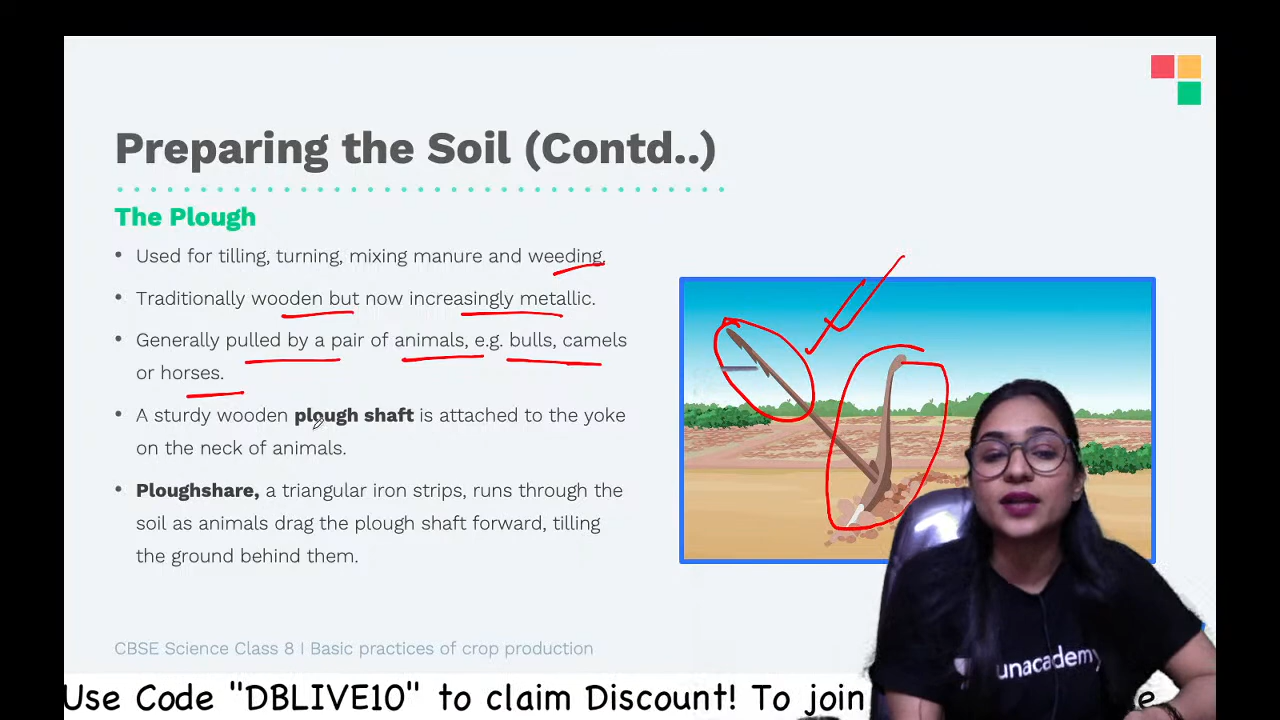 Preparing the Soil (Contd..)
The Plough
• Used for tilling, turning, mixing manure and weeding.
• Traditionally wooden but now increasingly metallic.
• Generally pulled by a pair of animals, e.g. bulls, camels
or horses.
• A sturdy wooden plough shaft is attached to the yoke
on the neck of animals.
• Ploughshare, a triangular iron strips, runs through the
soil as animals drag the plough shaft forward, tilling
the ground behind them.
CBSE Science Class 8 I Basic practices of crop production
unacademy
Use Code "DBLIVE10" to claim Discount! To join